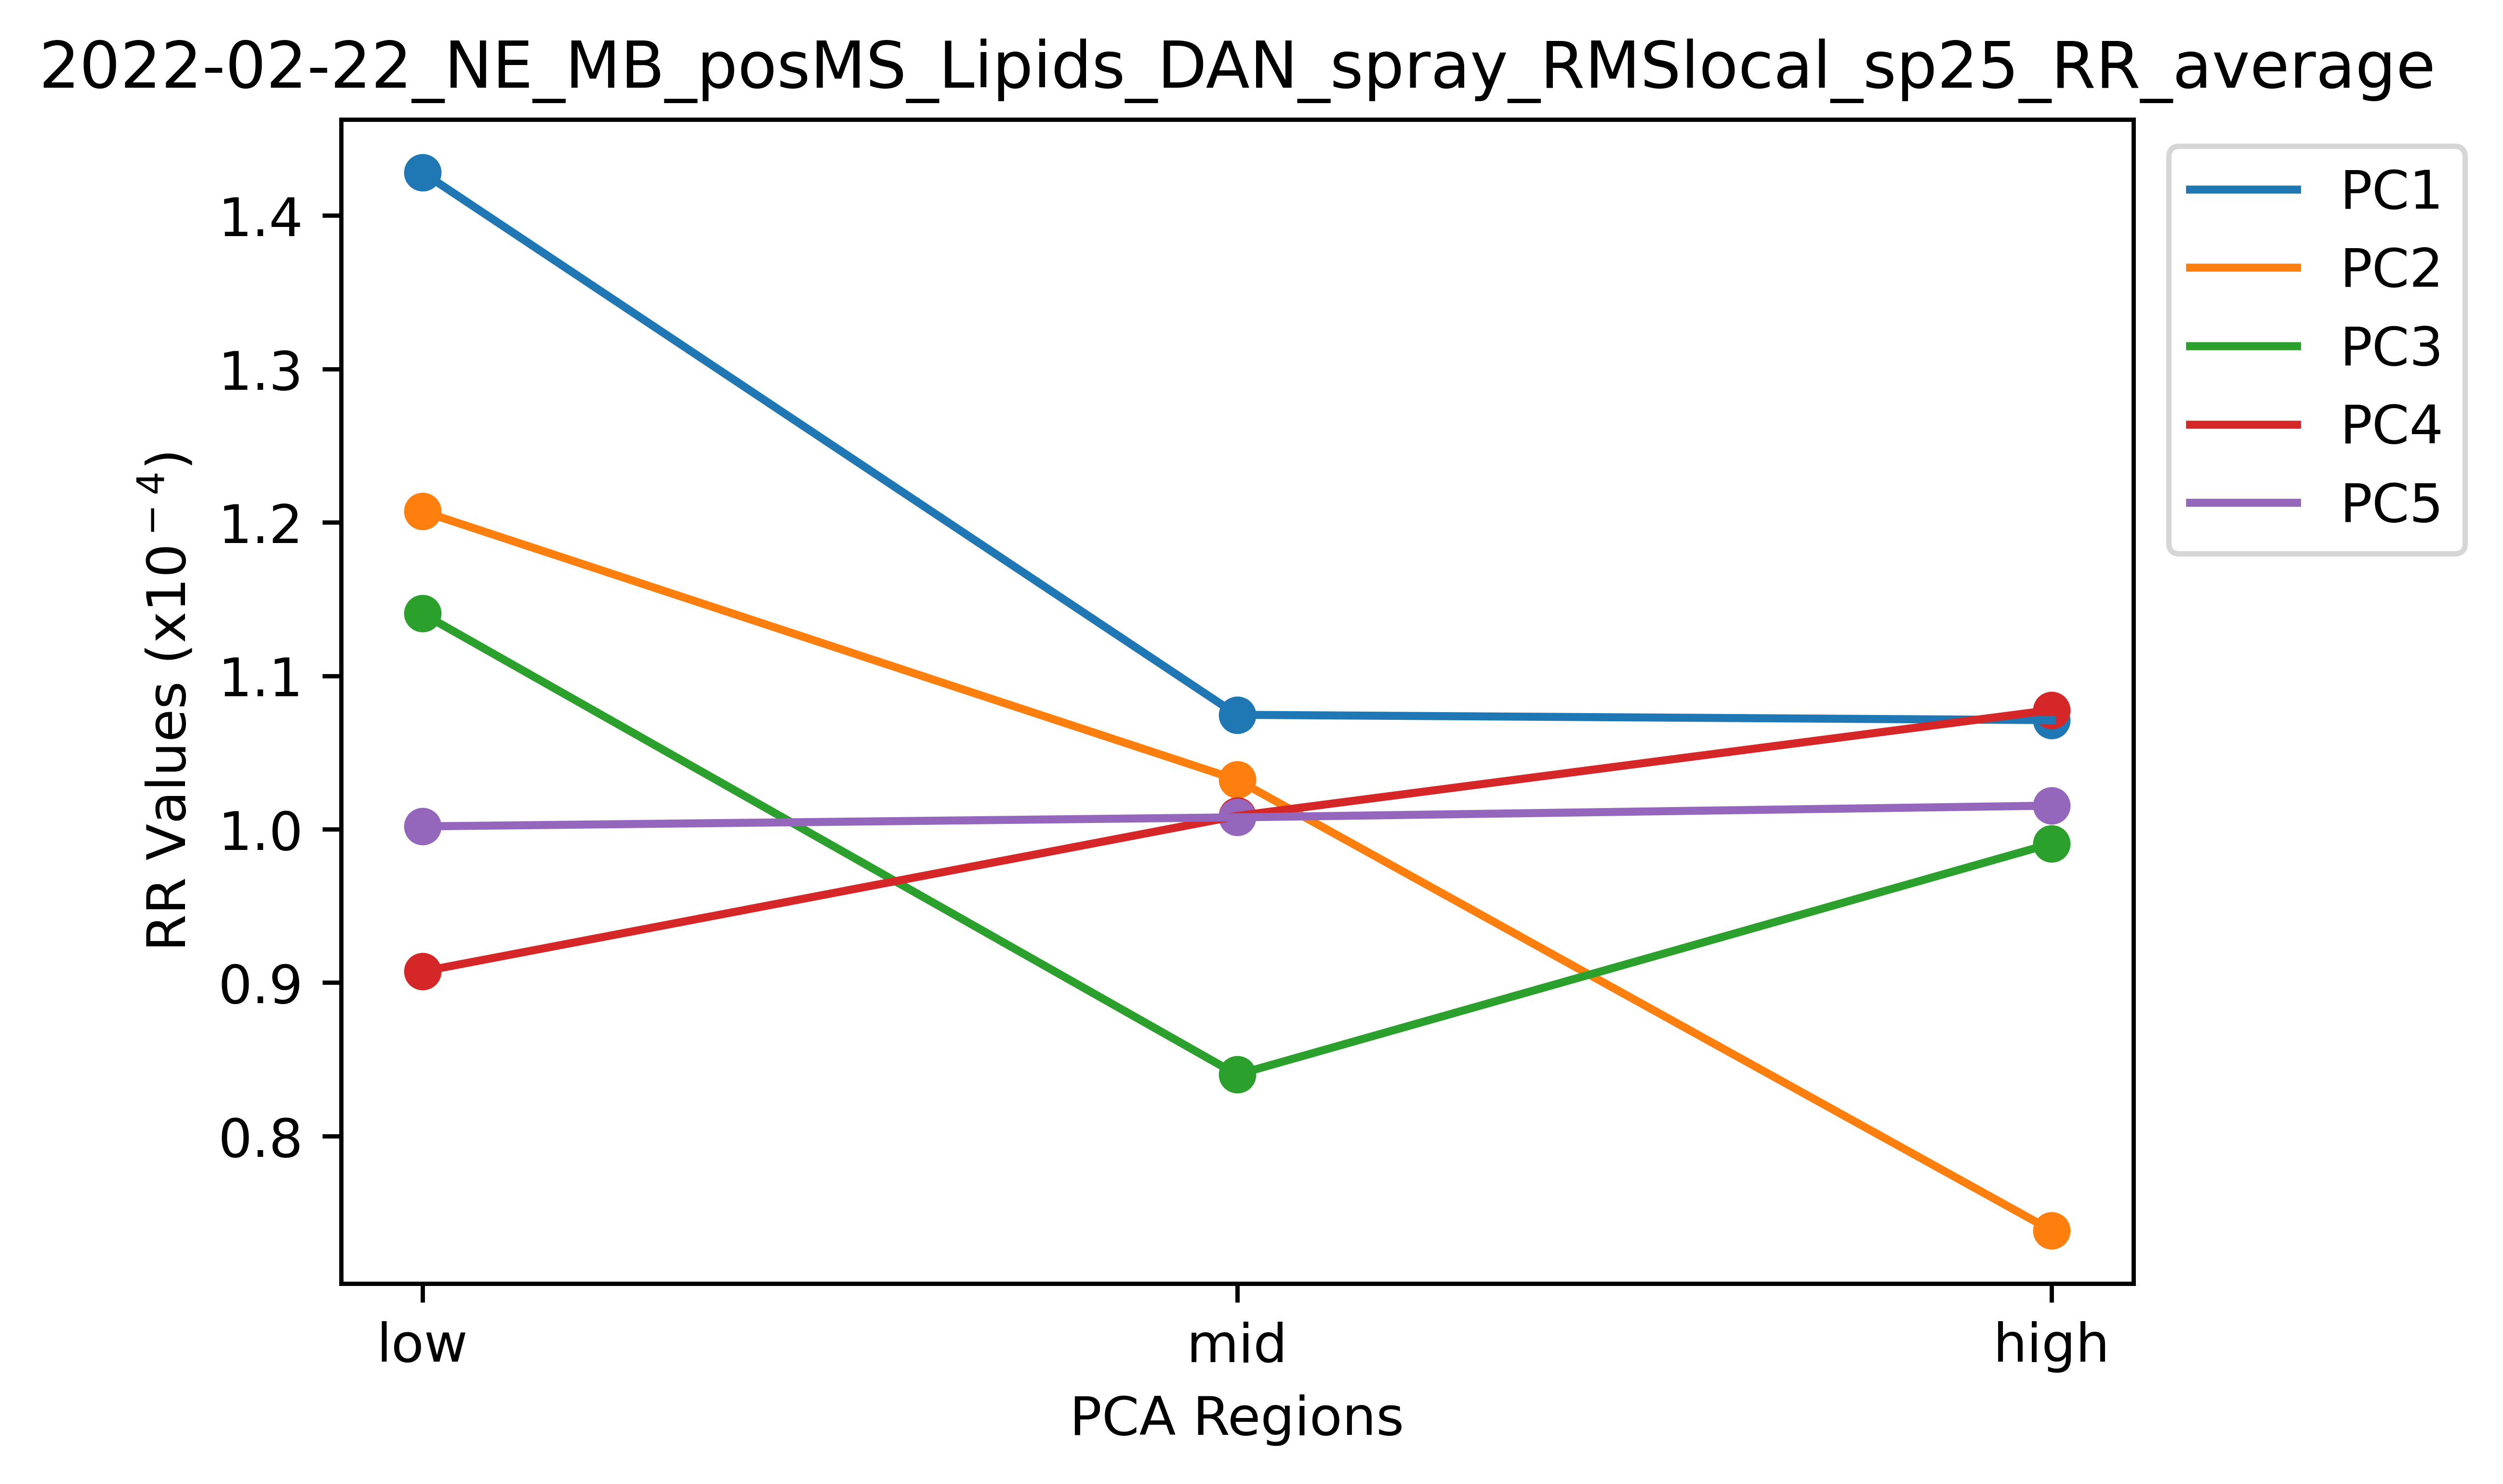 2022-02-22_NE_MB_posMS_Lipids_DAN_spray_RMSlocal_sp25_RR_average
RR Values (x10⁻⁴)
1.4
1.3
1.2
1.1
1.0
0.9
0.8
low
mid
high
PCA Regions
PC1
PC2
PC3
PC4
PC5